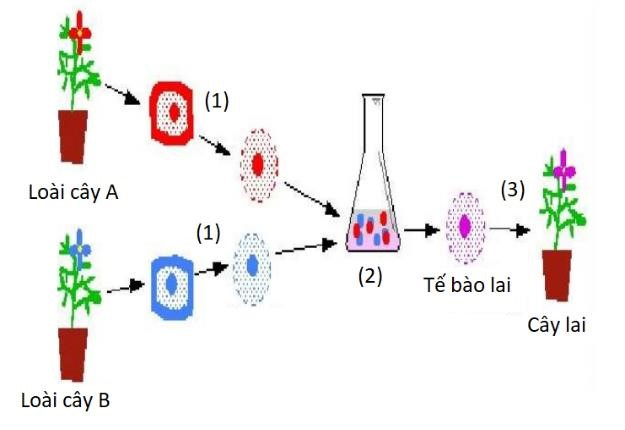 (1)
Loài cây A
(1)
(2)
(3)
Tế bào lai
Cây lai
Loài cây B